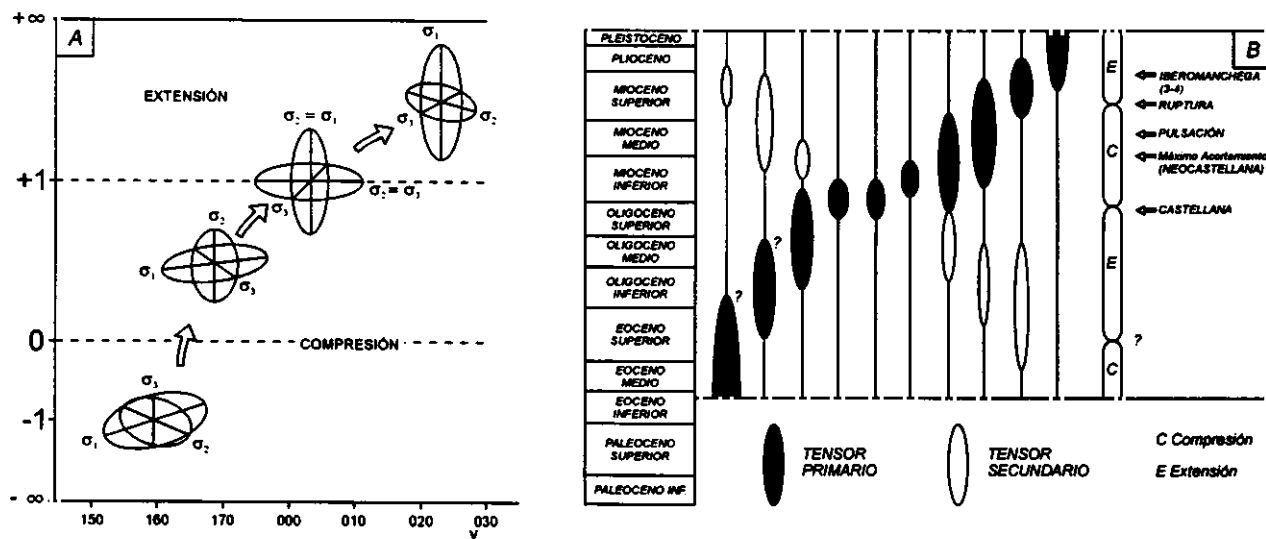 +∞
A
σ₁
EXTENSIÓN
σ₃
σ₂
σ₂ = σ₁
+1
σ₃
σ₂ = σ₃
σ₂
σ₁
σ₃
0
COMPRESIÓN
σ₃
-1
σ₁
σ₂
- ∞
150
160
170
000
010
020
030
y
B
PLEISTOCENO
PLIOCENO
MIOCENO
SUPERIOR
MIOCENO
MEDIO
MIOCENO
INFERIOR
OLIGOCENO
SUPERIOR
OLIGOCENO
MEDIO
OLIGOCENO
INFERIOR
EOCENO
SUPERIOR
EOCENO
MEDIO
EOCENO
INFERIOR
PALEOCENO
SUPERIOR
PALEOCENO INF.
?
?
E
C
E
C
IBEROMANCHEGA
(3-4)
RUPTURA
PULSACIÓN
Máximo Acortamiento
(NEOCASTELLANA)
CASTELLANA
?
TENSOR
PRIMARIO
TENSOR
SECUNDARIO
C Compresión
E Extensión